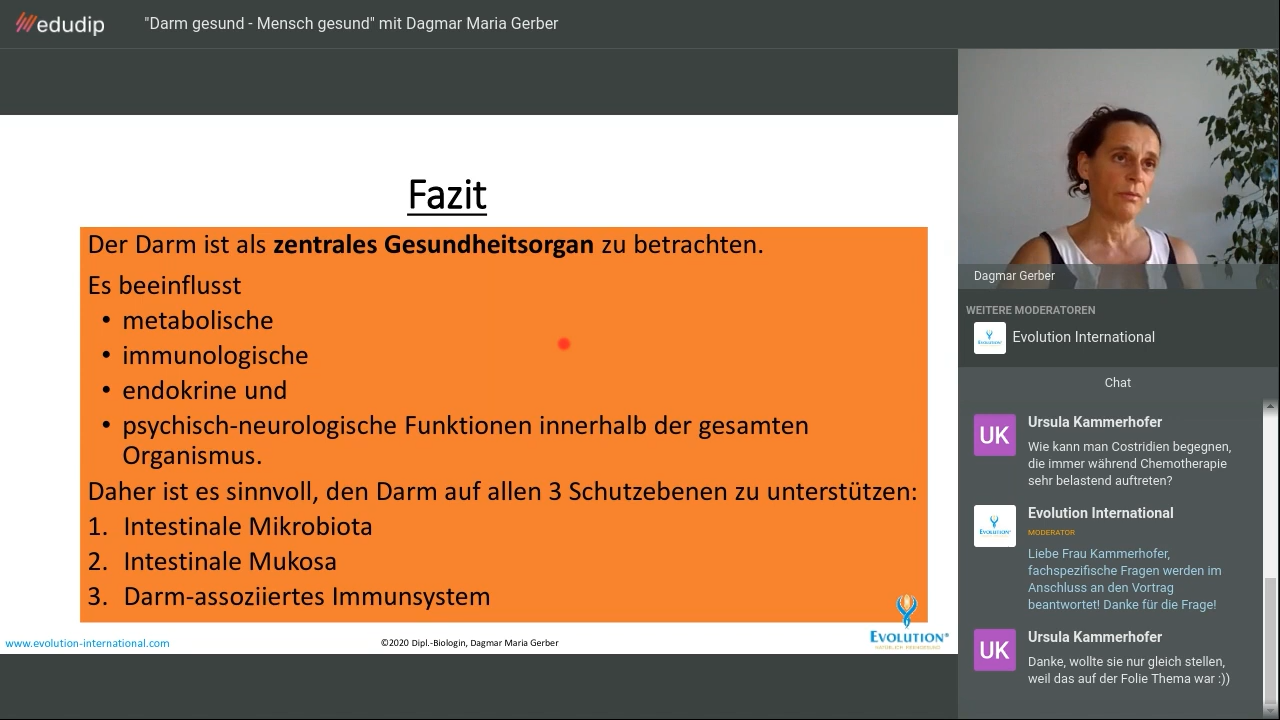 edudip
"Darm gesund - Mensch gesund" mit Dagmar Maria Gerber
Fazit
Der Darm ist als zentrales Gesundheitsorgan zu betrachten.
Es beeinflusst
• metabolische
• immunologische
• endokrine und
• psychisch-neurologische Funktionen innerhalb der gesamten
Organismus.
Daher ist es sinnvoll, den Darm auf allen 3 Schutzebenen zu unterstützen:
1. Intestinale Mikrobiota
2. Intestinale Mukosa
3. Darm-assoziiertes Immunsystem
www.evolution-international.com
©2020 Dipl.-Biologin, Dagmar Maria Gerber
EVOLUTION®
Dagmar Gerber
WEITERE MODERATOREN
Evolution International
Chat
UK
Ursula Kammerhofer
Wie kann man Costridien begegnen,
die immer während Chemotherapie
sehr belastend auftreten?
Evolution International
MODERATOR
Liebe Frau Kammerhofer,
fachspezifische Fragen werden im
Anschluss an den Vortrag
beantwortet! Danke für die Frage!
UK
Ursula Kammerhofer
Danke, wollte sie nur gleich stellen,
weil das auf der Folie Thema war :))